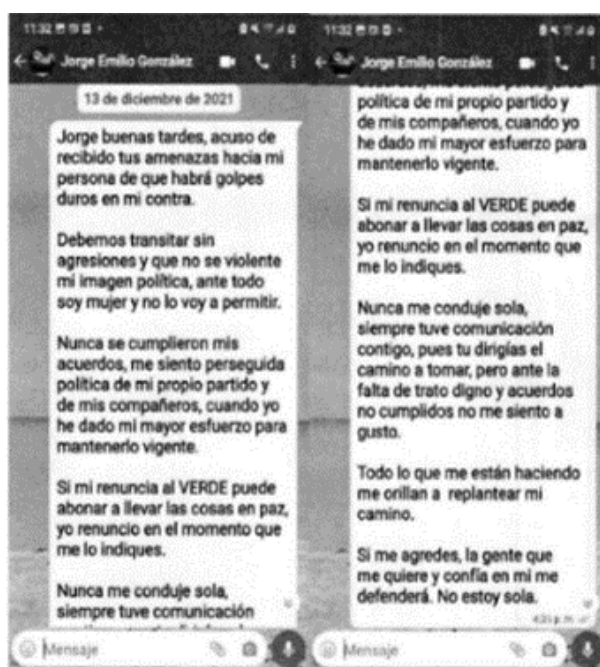 11:32
Jorge Emilio González
13 de diciembre de 2021
Jorge buenas tardes, acuso de
recibido tus amenazas hacia mi
persona de que habrá golpes
duros en mi contra.
Debemos transitar sin
agresiones y que no se violente
mi imagen política, ante todo
soy mujer y no lo voy a permitir.
Nunca se cumplieron mis
acuerdos, me siento perseguida
política de mi propio partido y
de mis compañeros, cuando yo
he dado mi mayor esfuerzo para
mantenerlo vigente.
Si mi renuncia al VERDE puede
abonar a llevar las cosas en paz,
yo renuncio en el momento que
me lo indiques.
Nunca me conduje sola,
siempre tuve comunicación
Mensaje
11:32
Jorge Emilio González
política de mi propio partido y
de mis compañeros, cuando yo
he dado mi mayor esfuerzo para
mantenerlo vigente.
Si mi renuncia al VERDE puede
abonar a llevar las cosas en paz,
yo renuncio en el momento que
me lo indiques.
Nunca me conduje sola,
siempre tuve comunicación
contigo, pues tu dirigías el
camino a tomar, pero ante la
falta de trato digno y acuerdos
no cumplidos no me siento a
gusto.
Todo lo que me están haciendo
me orillan a replantear mi
camino.
Si me agredes, la gente que
me quiere y confía en mi me
defenderá. No estoy sola.
p.m.
Mensaje